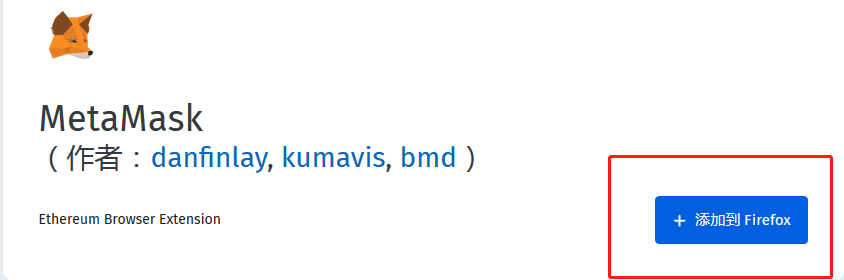 MetaMask
（作者：danfinlay, kumavis, bmd）
Ethereum Browser Extension
+ 添加到 Firefox